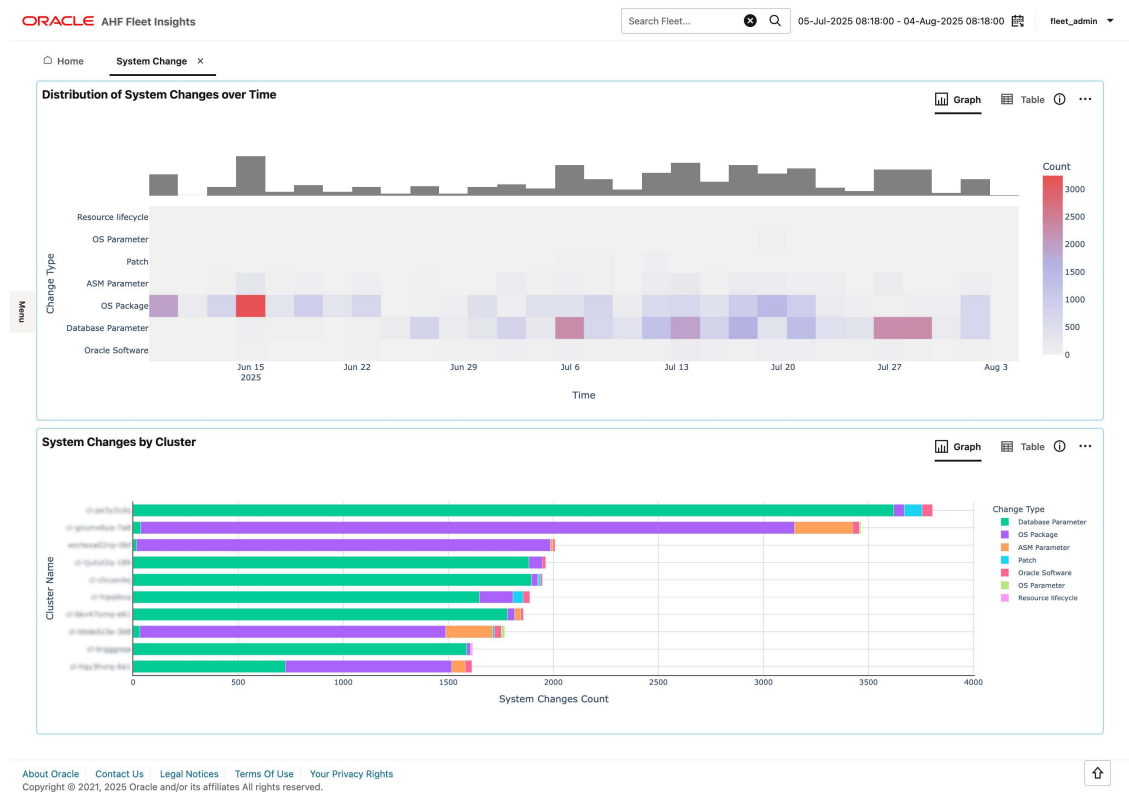 ORACLE AHF Fleet Insights
Search Fleet...
05-Jul-2025 08:18:00 - 04-Aug-2025 08:18:00
fleet_admin
Home
System Change ×
Menu
Distribution of System Changes over Time
Graph
Table
Count
3000
2500
2000
1500
1000
500
0
Change Type
Resource lifecycle
OS Parameter
Patch
ASM Parameter
OS Package
Database Parameter
Oracle Software
Jun 15
2025
Jun 22
Jun 29
Jul 6
Jul 13
Jul 20
Jul 27
Aug 3
Time
System Changes by Cluster
Graph
Table
Cluster Name
0
500
1000
1500
2000
2500
3000
3500
4000
System Changes Count
Change Type
Database Parameter
OS Package
ASM Parameter
Patch
Oracle Software
OS Parameter
Resource lifecycle
About Oracle
Contact Us
Legal Notices
Terms Of Use
Your Privacy Rights
Copyright © 2021, 2025 Oracle and/or its affiliates All rights reserved.